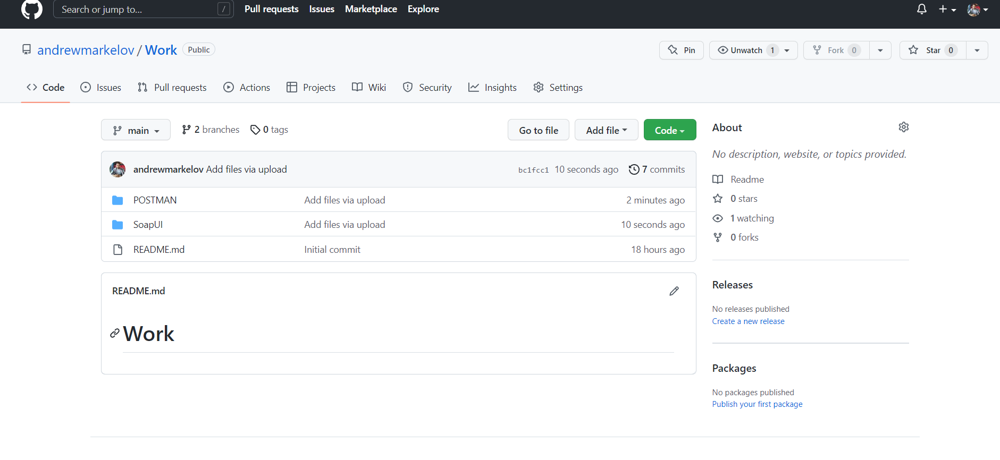 Search or jump to... / Pull requests Issues Marketplace Explore
andrewmarkelov / Work Public Pin Unwatch 1 Fork 0 Star 0
Code Issues Pull requests Actions Projects Wiki Security Insights Settings
main 2 branches 0 tags Go to file Add file Code
andrewmarkelov Add files via upload bc1fcc1 10 seconds ago 7 commits
POSTMAN Add files via upload 2 minutes ago
SoapUI Add files via upload 10 seconds ago
README.md Initial commit 18 hours ago
README.md
Work
About
No description, website, or topics provided.
Readme
0 stars
1 watching
0 forks
Releases
No releases published
Create a new release
Packages
No packages published
Publish your first package